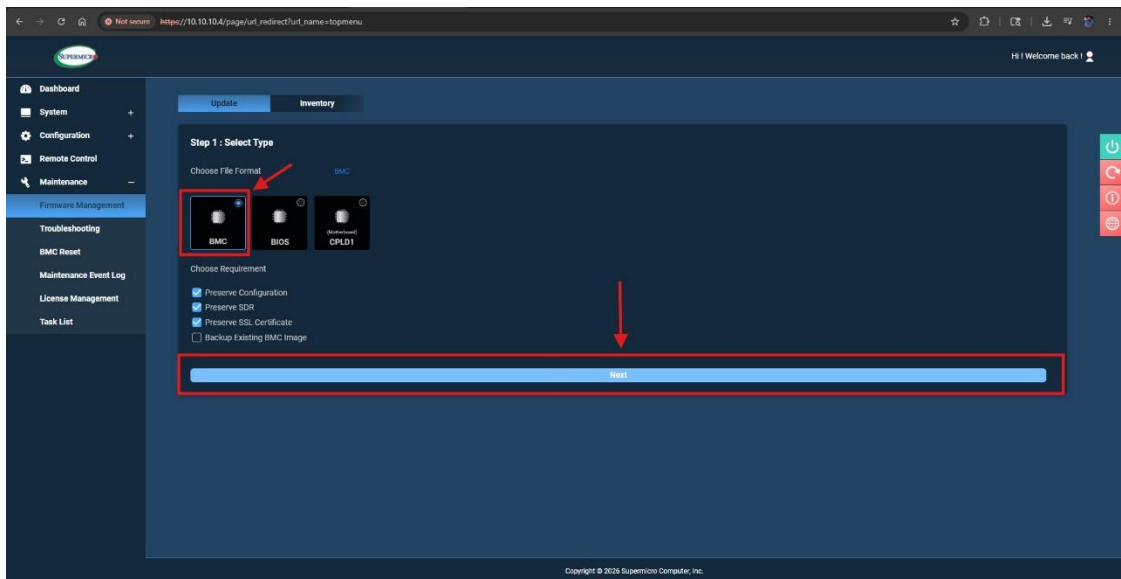 Not secure https://10.10.10.4/page/url_redirect?url_name=topmenu
SUPERMICRO
Hi ! Welcome back !
Dashboard
System +
Configuration +
Remote Control
Maintenance –
Firmware Management
Troubleshooting
BMC Reset
Maintenance Event Log
License Management
Task List
Update Inventory
Step 1 : Select Type
Choose File Format BMC
BMC
BIOS
(Motherboard)
CPLD1
Choose Requirement
Preserve Configuration
Preserve SDR
Preserve SSL Certificate
Backup Existing BMC Image
Next
Copyright © 2026 Supermicro Computer, Inc.